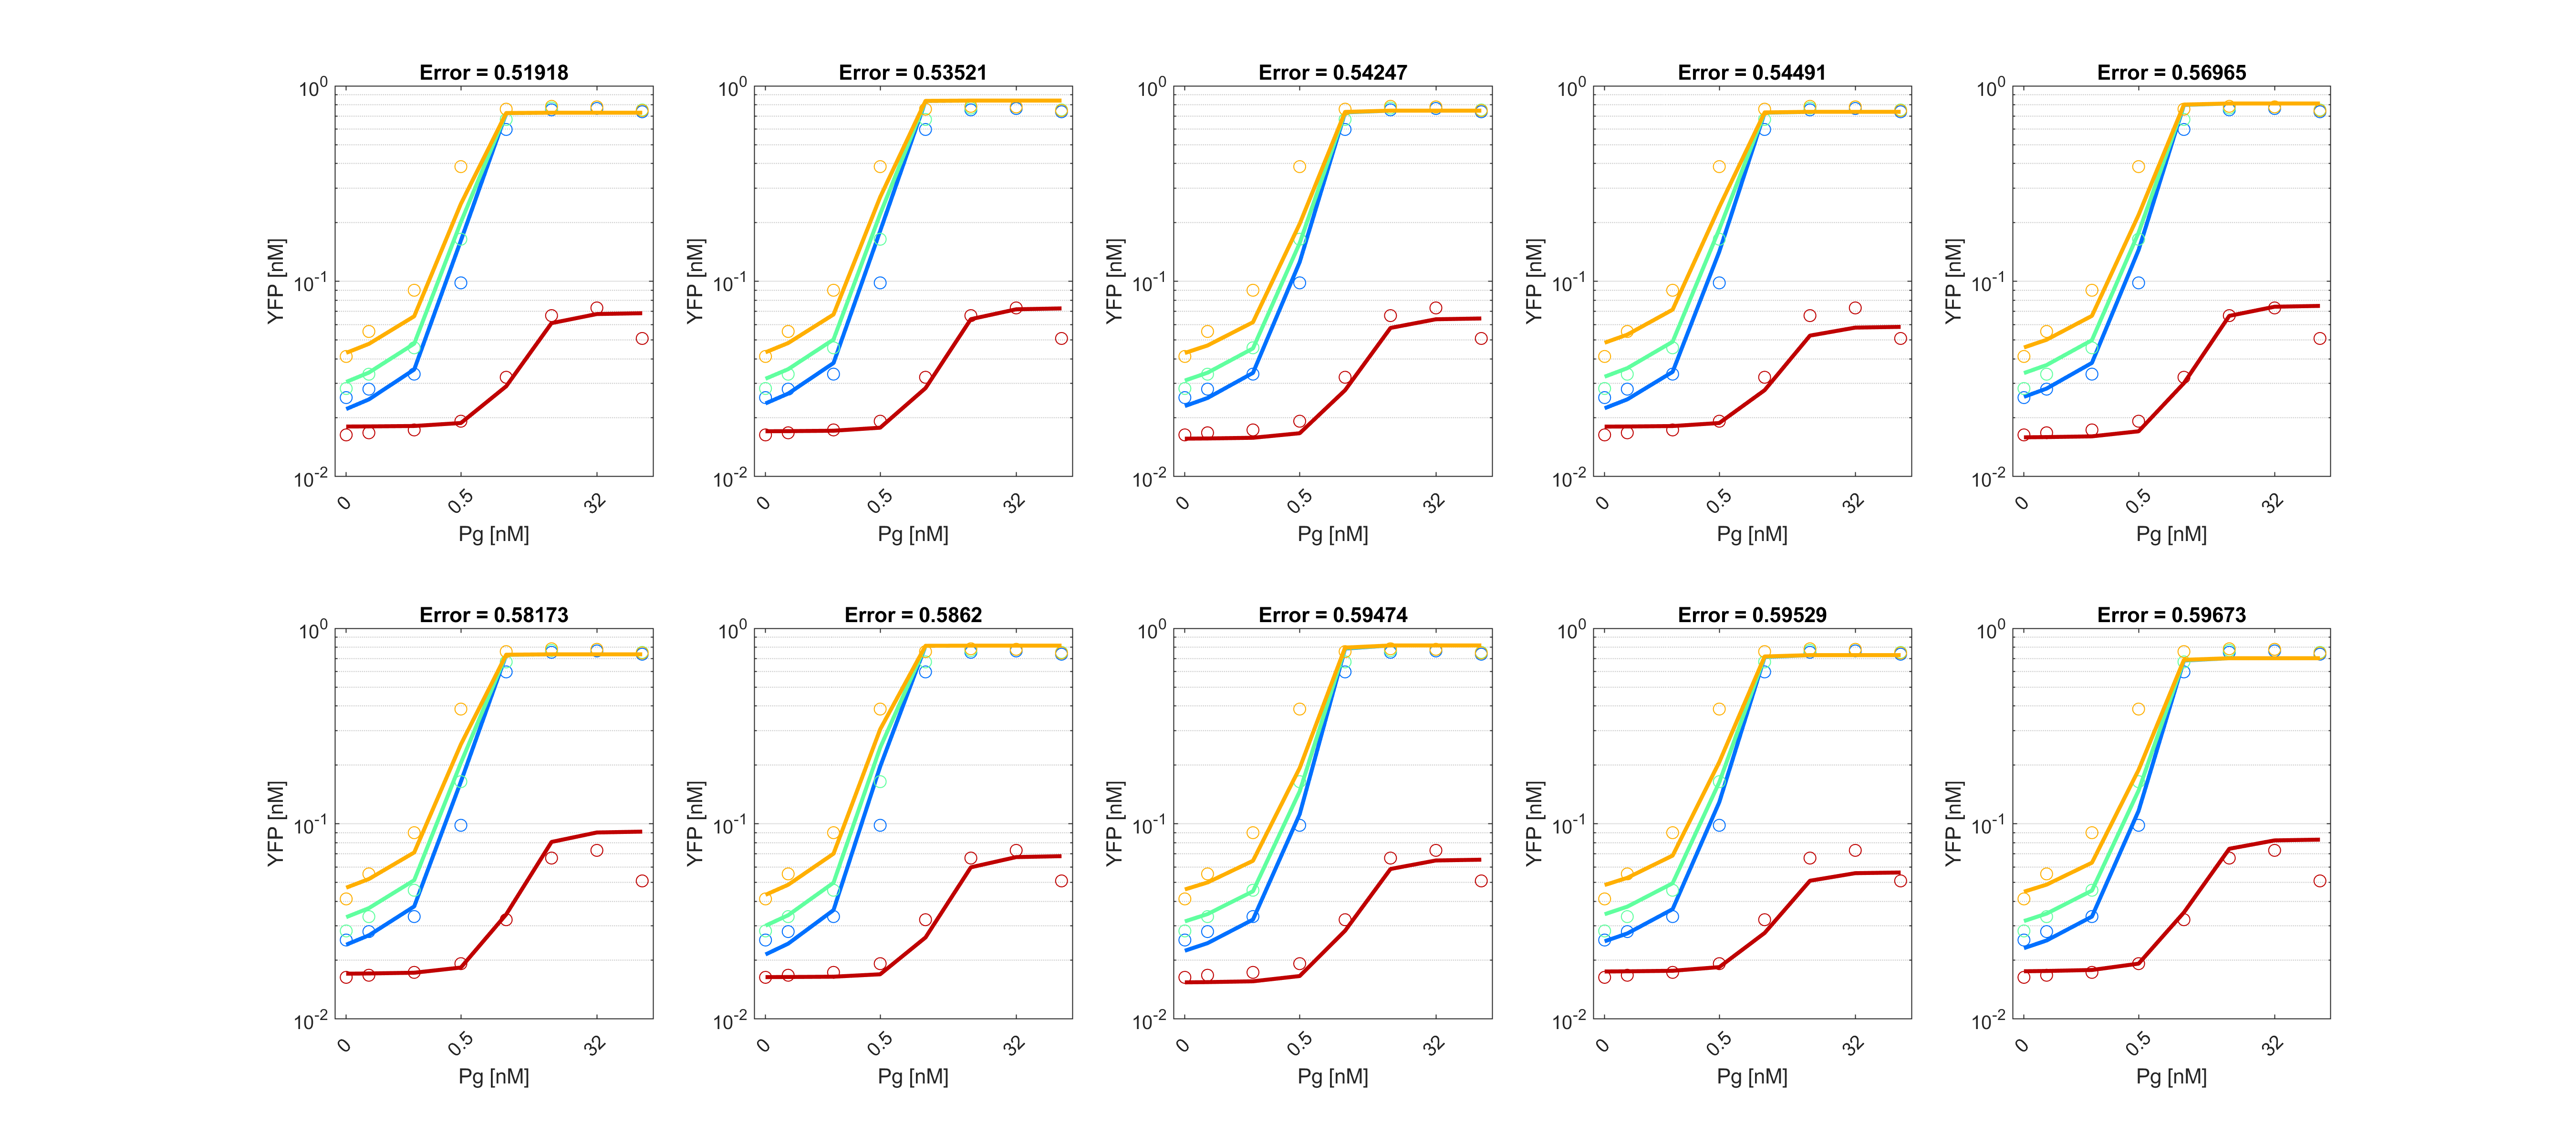 Error = 0.51918
Error = 0.53521
Error = 0.54247
Error = 0.54491
Error = 0.56965
10^0
10^-1
10^-2
YFP [nM]
0
0.5
32
Pg [nM]
10^0
10^-1
10^-2
YFP [nM]
0
0.5
32
Pg [nM]
10^0
10^-1
10^-2
YFP [nM]
0
0.5
32
Pg [nM]
10^0
10^-1
10^-2
YFP [nM]
0
0.5
32
Pg [nM]
10^0
10^-1
10^-2
YFP [nM]
0
0.5
32
Pg [nM]
Error = 0.58173
Error = 0.5862
Error = 0.59474
Error = 0.59529
Error = 0.59673
10^0
10^-1
10^-2
YFP [nM]
0
0.5
32
Pg [nM]
10^0
10^-1
10^-2
YFP [nM]
0
0.5
32
Pg [nM]
10^0
10^-1
10^-2
YFP [nM]
0
0.5
32
Pg [nM]
10^0
10^-1
10^-2
YFP [nM]
0
0.5
32
Pg [nM]
10^0
10^-1
10^-2
YFP [nM]
0
0.5
32
Pg [nM]